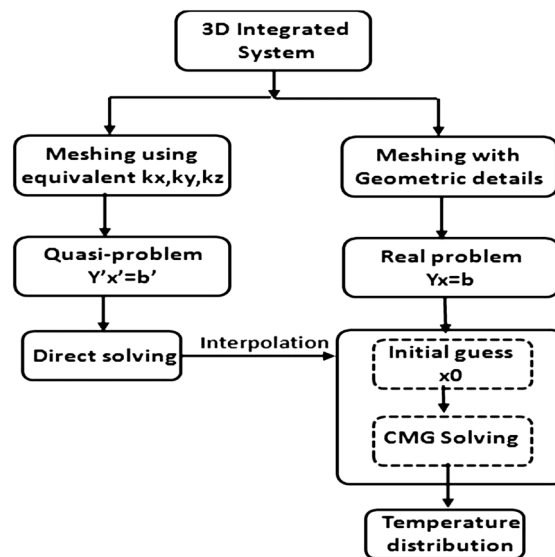 3D Integrated
System
Meshing using
equivalent kx,ky,kz
Quasi-problem
Y'x'=b'
Direct solving
Interpolation
Meshing with
Geometric details
Real problem
Yx=b
Initial guess
x0
CMG Solving
Temperature
distribution